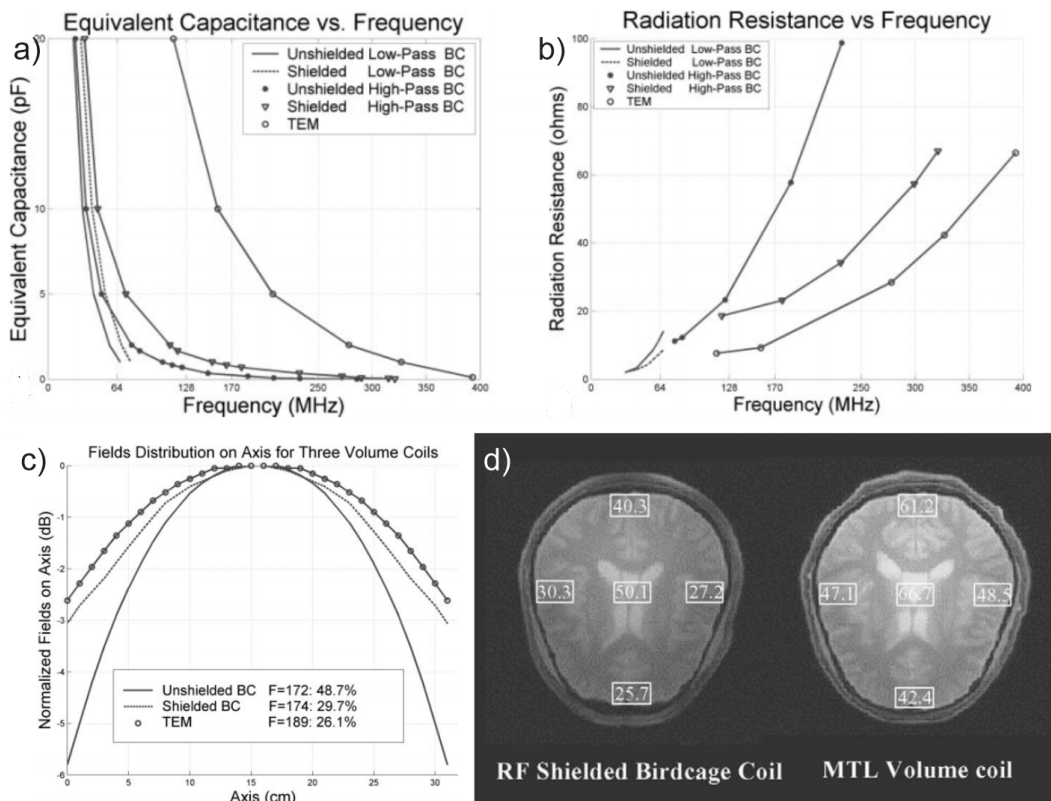 a)
Equivalent Capacitance vs. Frequency
Equivalent Capacitance (pF)
20
10
5
0
Unshielded Low-Pass BC
Shielded Low-Pass BC
Unshielded High-Pass BC
Shielded High-Pass BC
TEM
64 128 170 300 350 400
Frequency (MHz)
b)
Radiation Resistance vs Frequency
Radiation Resistance (ohms)
100
80
60
40
20
0
Unshielded Low-Pass BC
Shielded Low-Pass BC
Unshielded High-Pass BC
Shielded High-Pass BC
TEM
0 64 128 170 300 350 400
Frequency (MHz)
c)
Fields Distribution on Axis for Three Volume Coils
Normalized Fields on Axis (dB)
0
-1
-2
-3
-4
-5
-6
Unshielded BC F=172: 48.7%
Shielded BC F=174: 29.7%
TEM F=189: 26.1%
0 5 10 15 20 25 30
Axis (cm)
d)
40.3
30.3 50.1 27.2
25.7
RF Shielded Birdcage Coil
61.2
47.1 66.7 48.5
42.4
MTL Volume coil